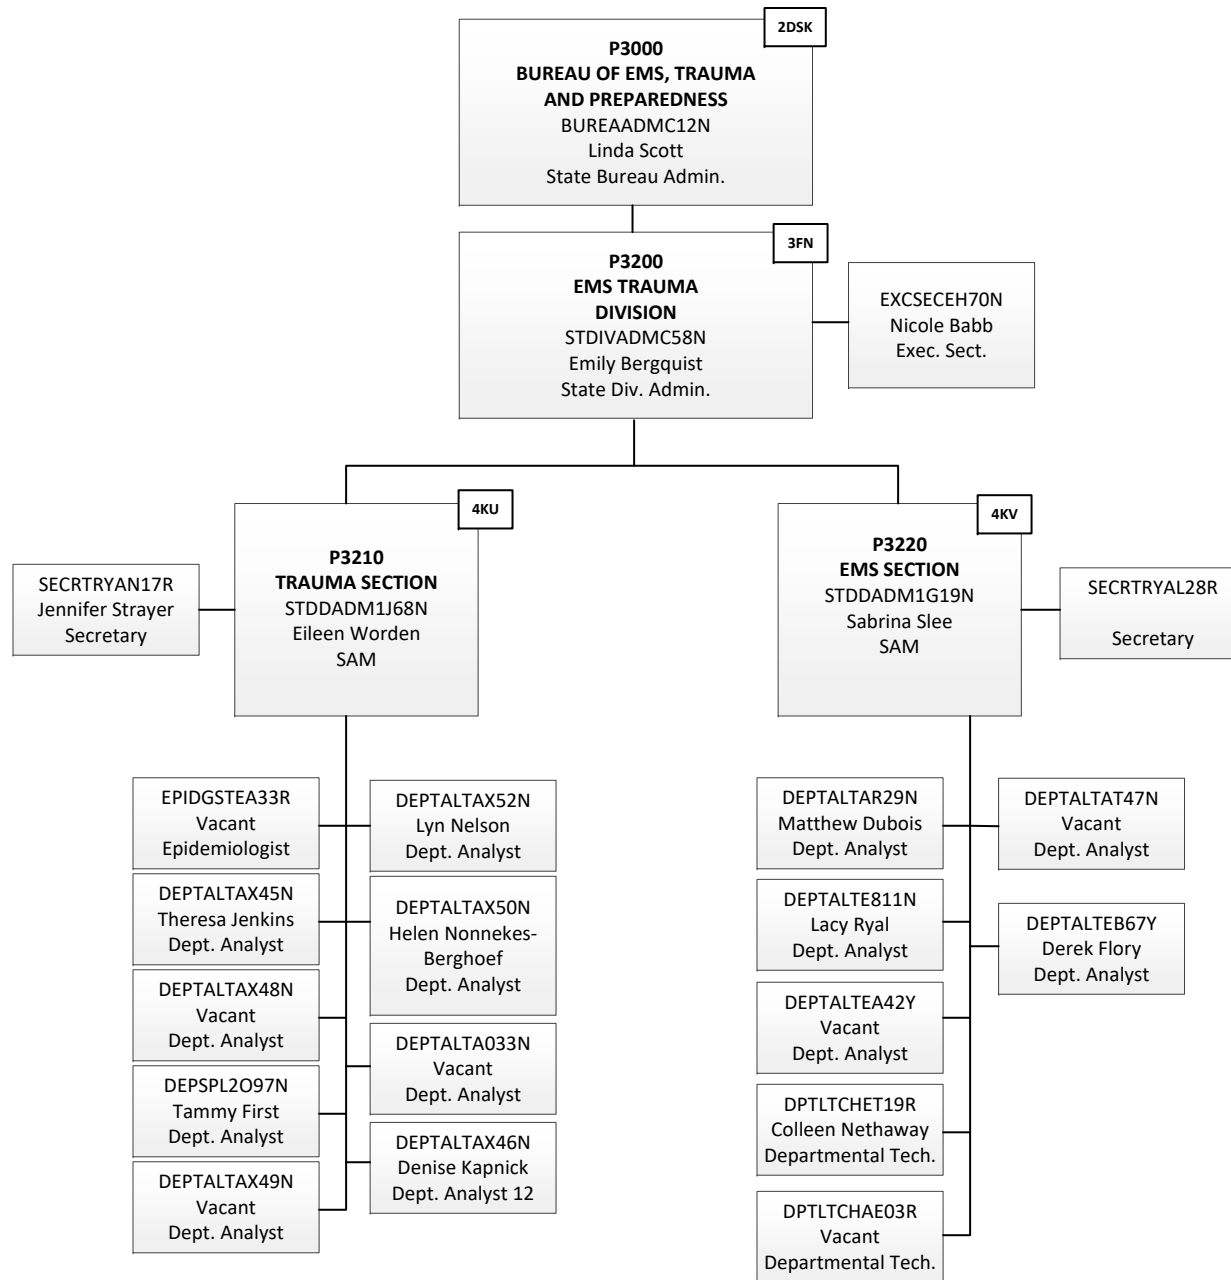 2DSK
P3000
BUREAU OF EMS, TRAUMA
AND PREPAREDNESS
BUREAADMC12N
Linda Scott
State Bureau Admin.
3FN
P3200
EMS TRAUMA
DIVISION
STDIVADMC58N
Emily Bergquist
State Div. Admin.
EXCSECEH70N
Nicole Babb
Exec. Sect.
4KU
P3210
TRAUMA SECTION
STDDADM1J68N
Eileen Worden
SAM
SECRTRYAN17R
Jennifer Strayer
Secretary
4KV
P3220
EMS SECTION
STDDADM1G19N
Sabrina Slee
SAM
SECRTRYAL28R
Secretary
EPIDGSTEA33R
Vacant
Epidemiologist
DEPTALTAX52N
Lyn Nelson
Dept. Analyst
DEPTALTAX45N
Theresa Jenkins
Dept. Analyst
DEPTALTAX50N
Helen Nonnekes-
Berghoef
Dept. Analyst
DEPTALTAX48N
Vacant
Dept. Analyst
DEPTALTA033N
Vacant
Dept. Analyst
DEPSPL2O97N
Tammy First
Dept. Analyst
DEPTALTAX46N
Denise Kapnick
Dept. Analyst 12
DEPTALTAX49N
Vacant
Dept. Analyst
DEPTALTAR29N
Matthew Dubois
Dept. Analyst
DEPTALTAT47N
Vacant
Dept. Analyst
DEPTALTE811N
Lacy Ryal
Dept. Analyst
DEPTALTEB67Y
Derek Flory
Dept. Analyst
DEPTALTEA42Y
Vacant
Dept. Analyst
DPTLTCHET19R
Colleen Nethaway
Departmental Tech.
DPTLTCHAE03R
Vacant
Departmental Tech.